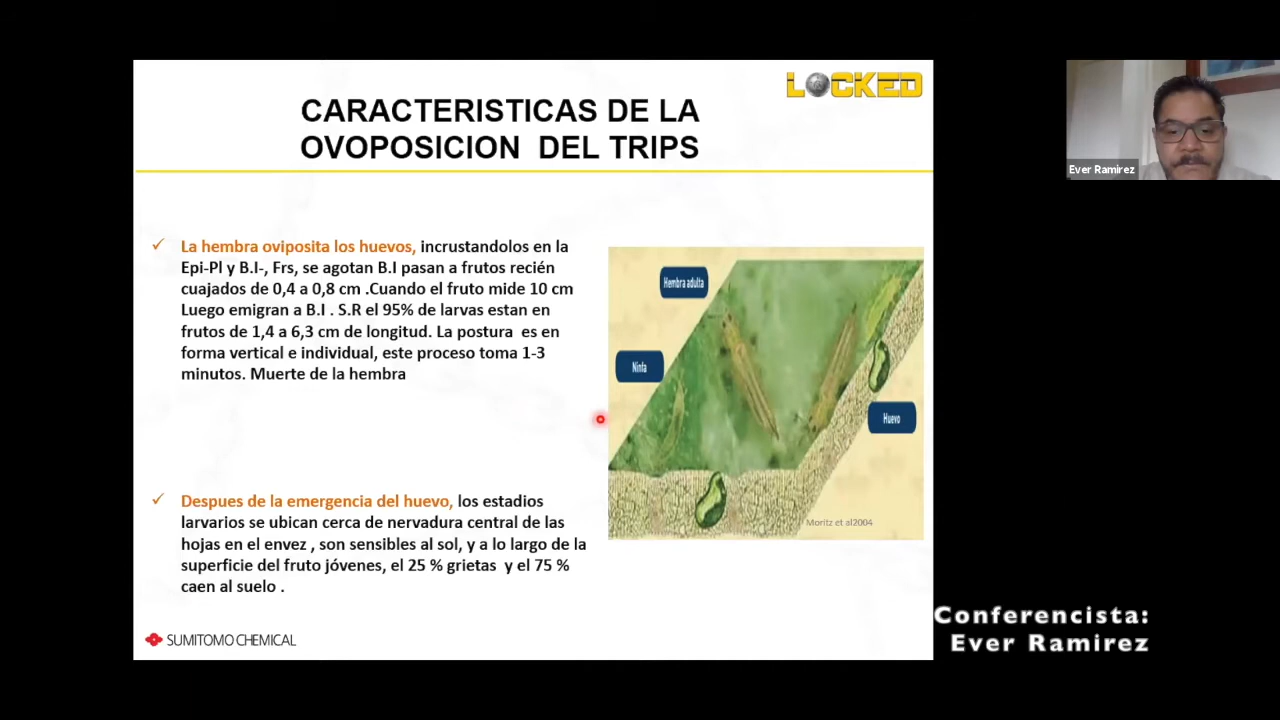 LOCKED
CARACTERISTICAS DE LA
OVOPOSICION DEL TRIPS
La hembra oviposita los huevos, incrustandolos en la
Epi-Pl y B.I-, Frs, se agotan B.I pasan a frutos recién
cuajados de 0,4 a 0,8 cm .Cuando el fruto mide 10 cm
Luego emigran a B.I . S.R el 95% de larvas estan en
frutos de 1,4 a 6,3 cm de longitud. La postura es en
forma vertical e individual, este proceso toma 1-3
minutos. Muerte de la hembra
Despues de la emergencia del huevo, los estadios
larvarios se ubican cerca de nervadura central de las
hojas en el envez , son sensibles al sol, y a lo largo de la
superficie del fruto jóvenes, el 25 % grietas y el 75 %
caen al suelo .
Hembra adulta
Ninfa
Huevo
Moritz et al2004
SUMITOMO CHEMICAL
Ever Ramirez
Conferencista:
Ever Ramirez